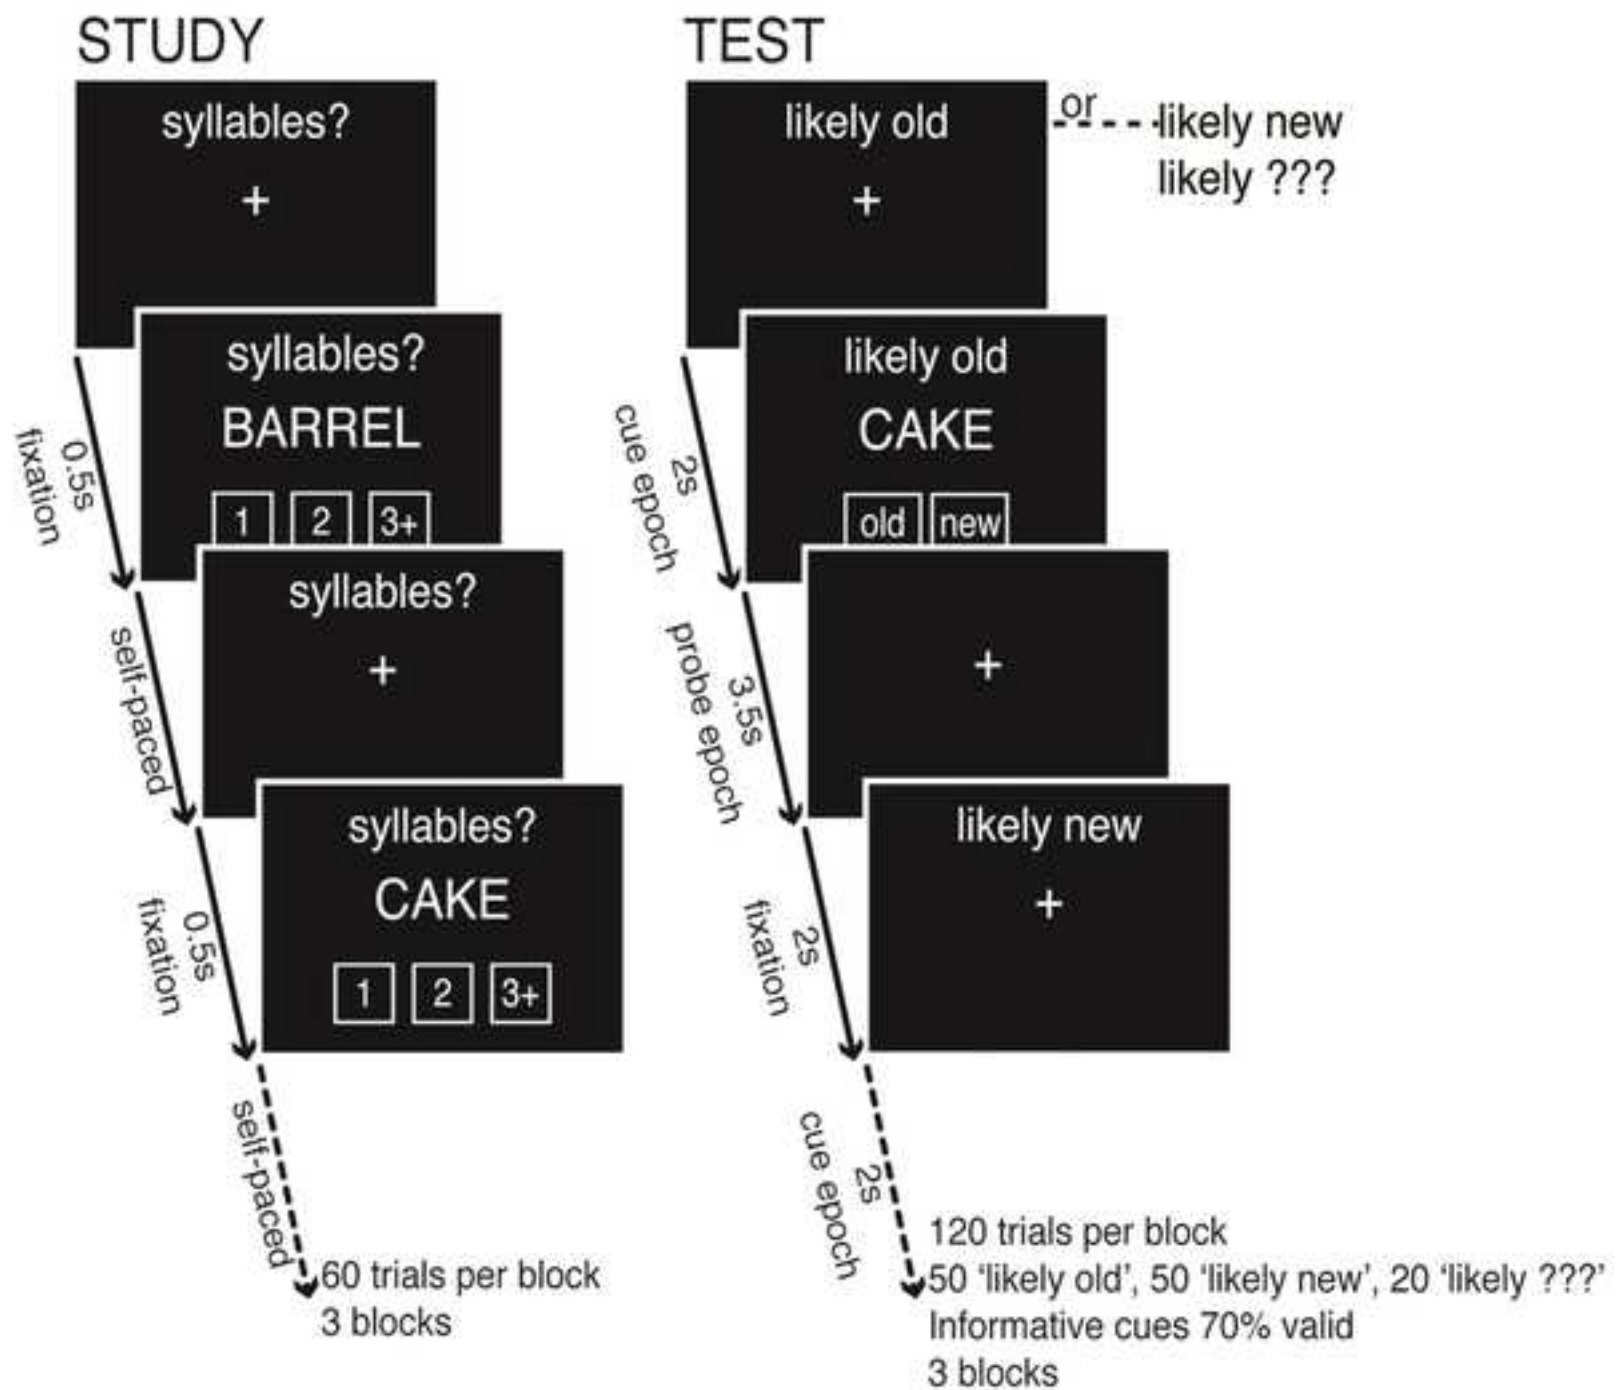 STUDY
syllables?
+
syllables?
BARREL
1 2 3+
syllables?
+
syllables?
CAKE
1 2 3+
0.5s
fixation
self-paced
0.5s
fixation
self-paced
60 trials per block
3 blocks
TEST
likely old
+
or
likely new
likely ???
likely old
CAKE
old new
+
likely new
+
2s
cue epoch
3.5s
probe epoch
2s
fixation
2s
cue epoch
120 trials per block
50 ‘likely old’, 50 ‘likely new’, 20 ‘likely ???’
Informative cues 70% valid
3 blocks